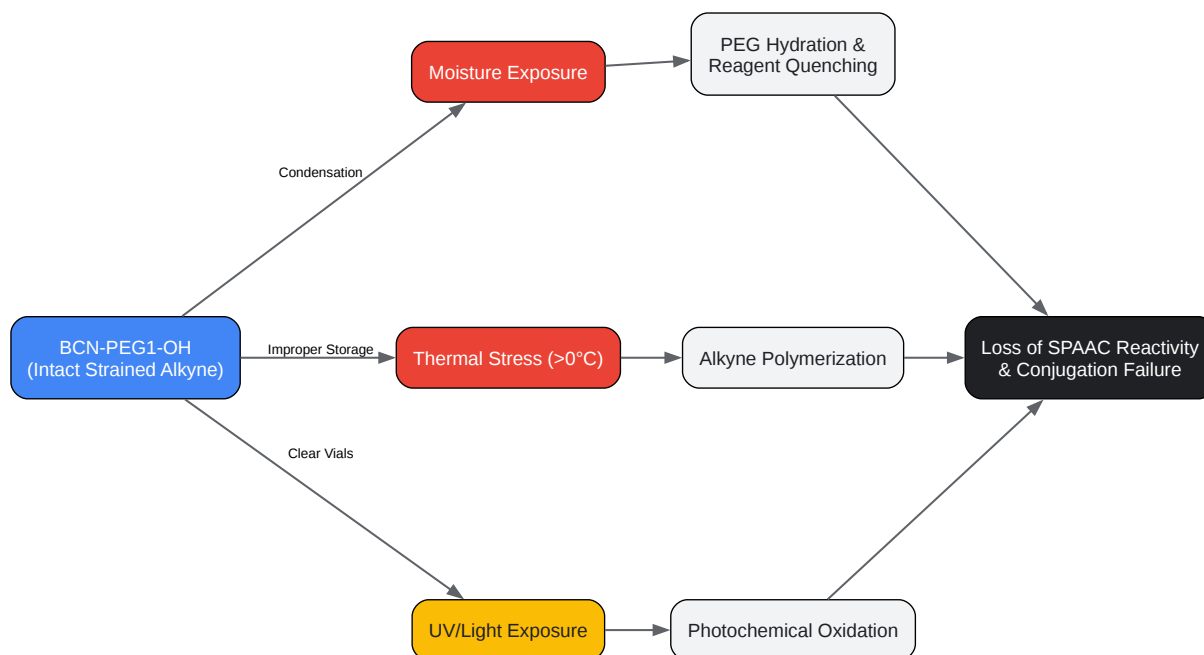 PEG Hydration &
Reagent Quenching
Moisture Exposure
Condensation
BCN-PEG1-OH
(Intact Strained Alkyne)
Improper Storage
Thermal Stress (>0°C)
Alkyne Polymerization
Loss of SPAAC Reactivity
& Conjugation Failure
Clear Vials
UV/Light Exposure
Photochemical Oxidation